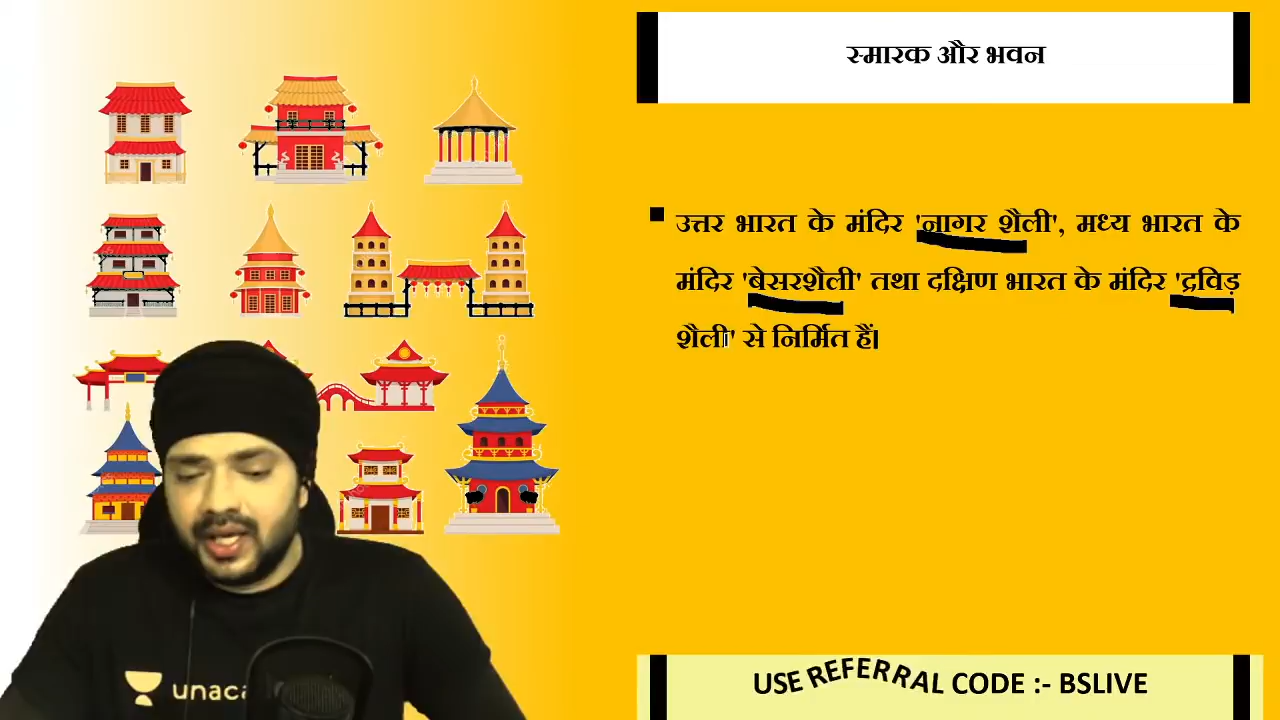 स्मारक और भवन
उत्तर भारत के मंदिर 'नागर शैली', मध्य भारत के
मंदिर 'बेसरशैली' तथा दक्षिण भारत के मंदिर 'द्रविड़
शैली' से निर्मित हैं।
unaca
USE REFERRAL CODE :- BSLIVE